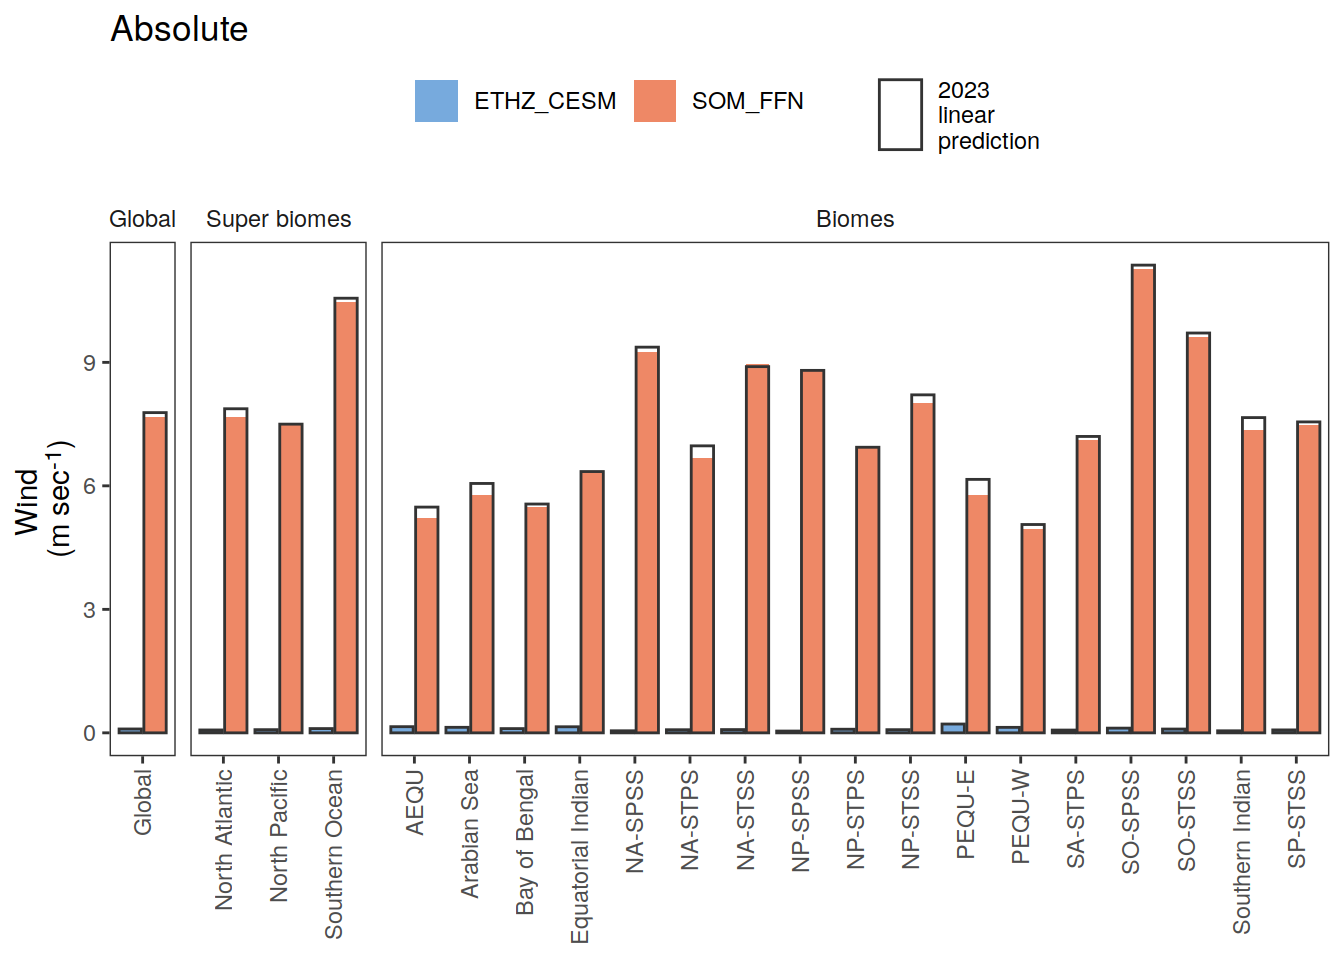 Absolute
ETHZ_CESM
SOM_FFN
2023
linear
prediction
Global
Super biomes
Biomes
Wind
(m sec-1)
9
6
3
0
Global
North Atlantic
North Pacific
Southern Ocean
AEQU
Arabian Sea
Bay of Bengal
Equatorial Indian
NA-SPSS
NA-STPS
NA-STSS
NP-SPSS
NP-STPS
NP-STSS
PEQU-E
PEQU-W
SA-STPS
SO-SPSS
SO-STSS
Southern Indian
SP-STSS